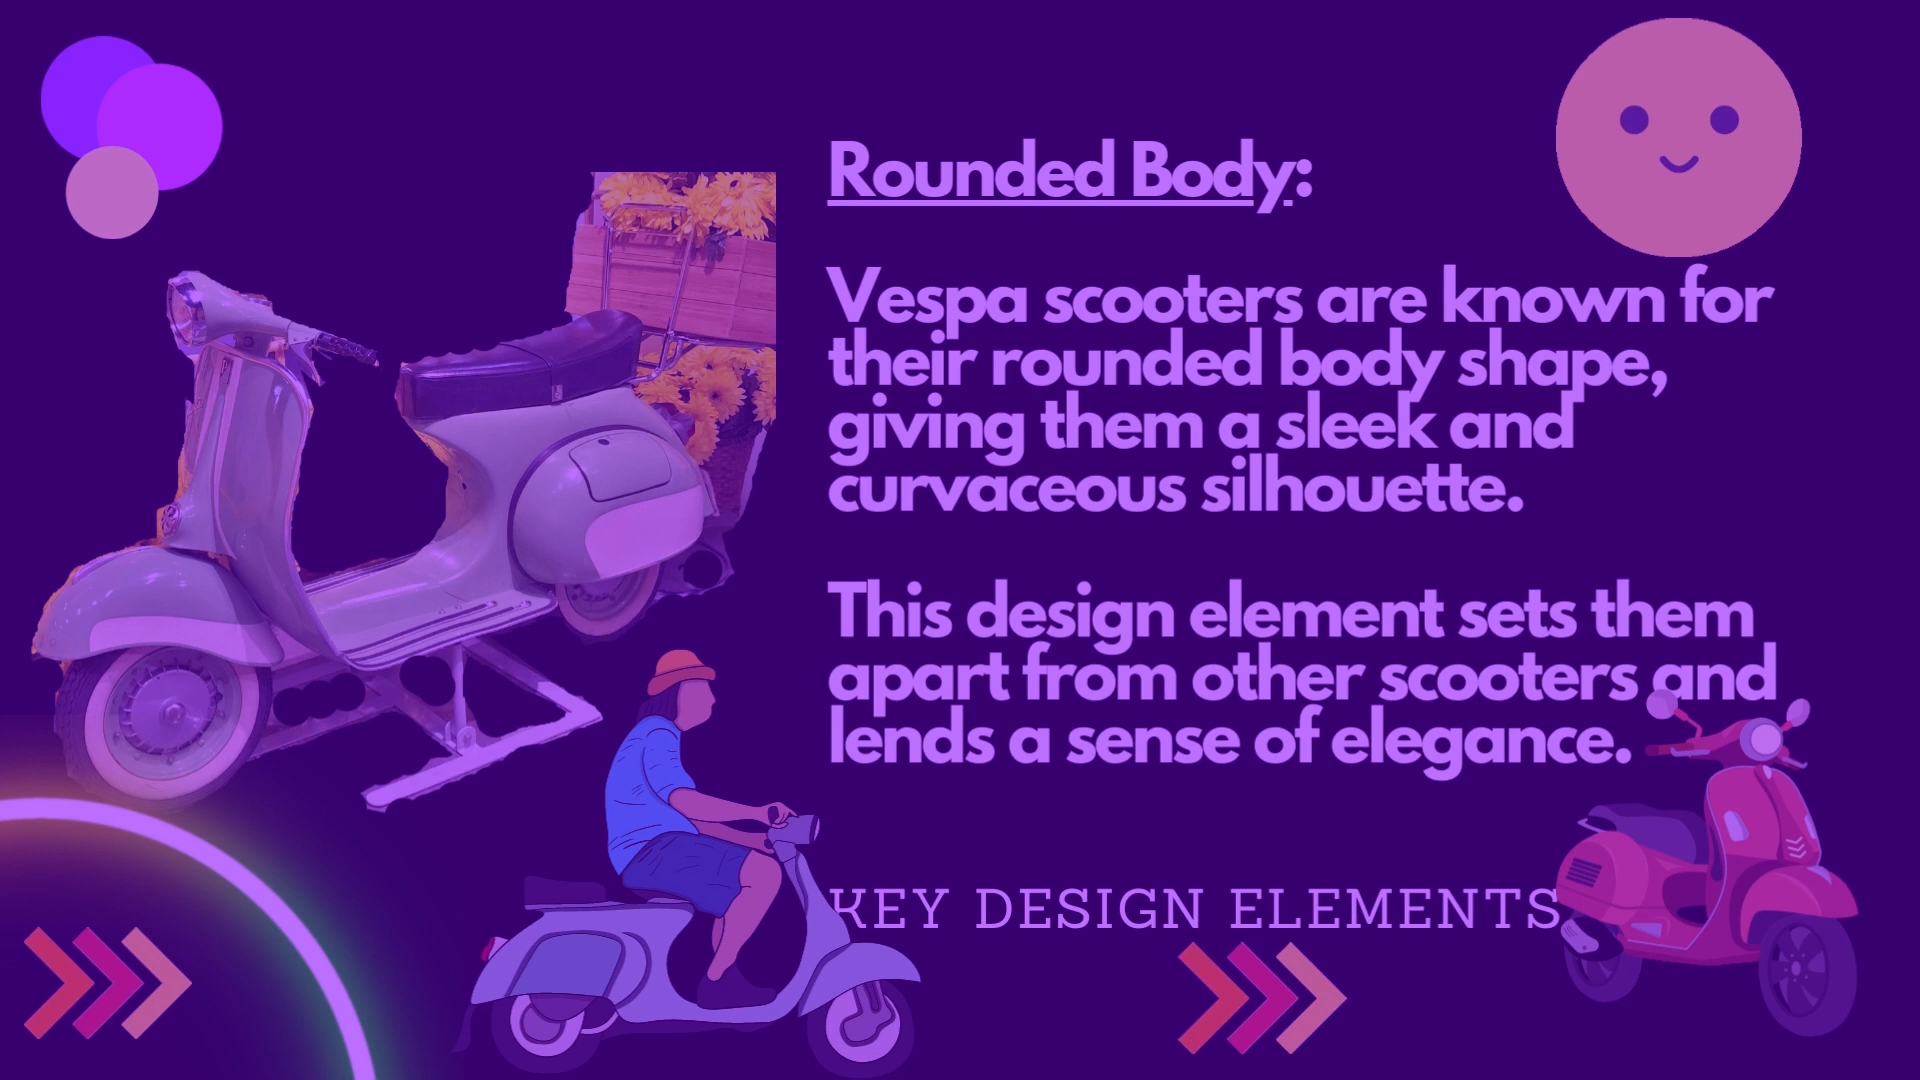 Rounded Body:
Vespa scooters are known for
their rounded body shape,
giving them a sleek and
curvaceous silhouette.
This design element sets them
apart from other scooters and
lends a sense of elegance.
KEY DESIGN ELEMENTS